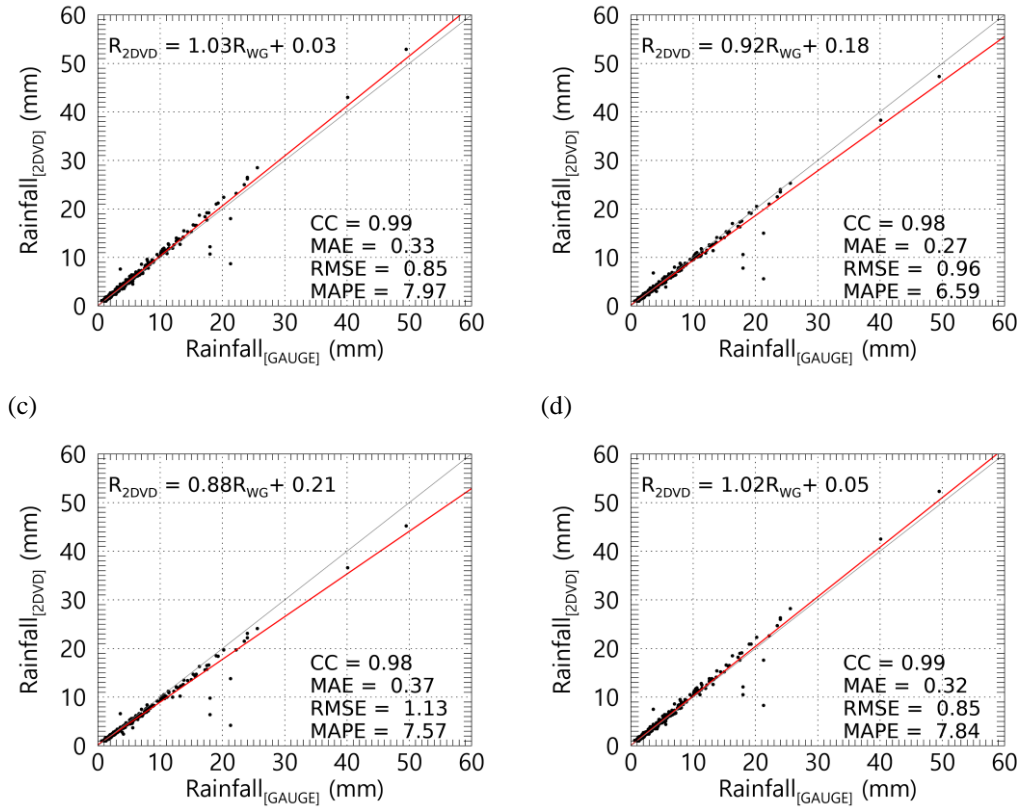 60
50
40
30
20
10
0
Rainfall[2DVD] (mm)
R2DVD = 1.03RWG+ 0.03
CC = 0.99
MAE = 0.33
RMSE = 0.85
MAPE = 7.97
0 10 20 30 40 50 60
Rainfall[GAUGE] (mm)
60
50
40
30
20
10
0
Rainfall[2DVD] (mm)
R2DVD = 0.92RWG+ 0.18
CC = 0.98
MAE = 0.27
RMSE = 0.96
MAPE = 6.59
0 10 20 30 40 50 60
Rainfall[GAUGE] (mm)
(c)
(d)
60
50
40
30
20
10
0
Rainfall[2DVD] (mm)
R2DVD = 0.88RWG+ 0.21
CC = 0.98
MAE = 0.37
RMSE = 1.13
MAPE = 7.57
0 10 20 30 40 50 60
Rainfall[GAUGE] (mm)
60
50
40
30
20
10
0
Rainfall[2DVD] (mm)
R2DVD = 1.02RWG+ 0.05
CC = 0.99
MAE = 0.32
RMSE = 0.85
MAPE = 7.84
0 10 20 30 40 50 60
Rainfall[GAUGE] (mm)